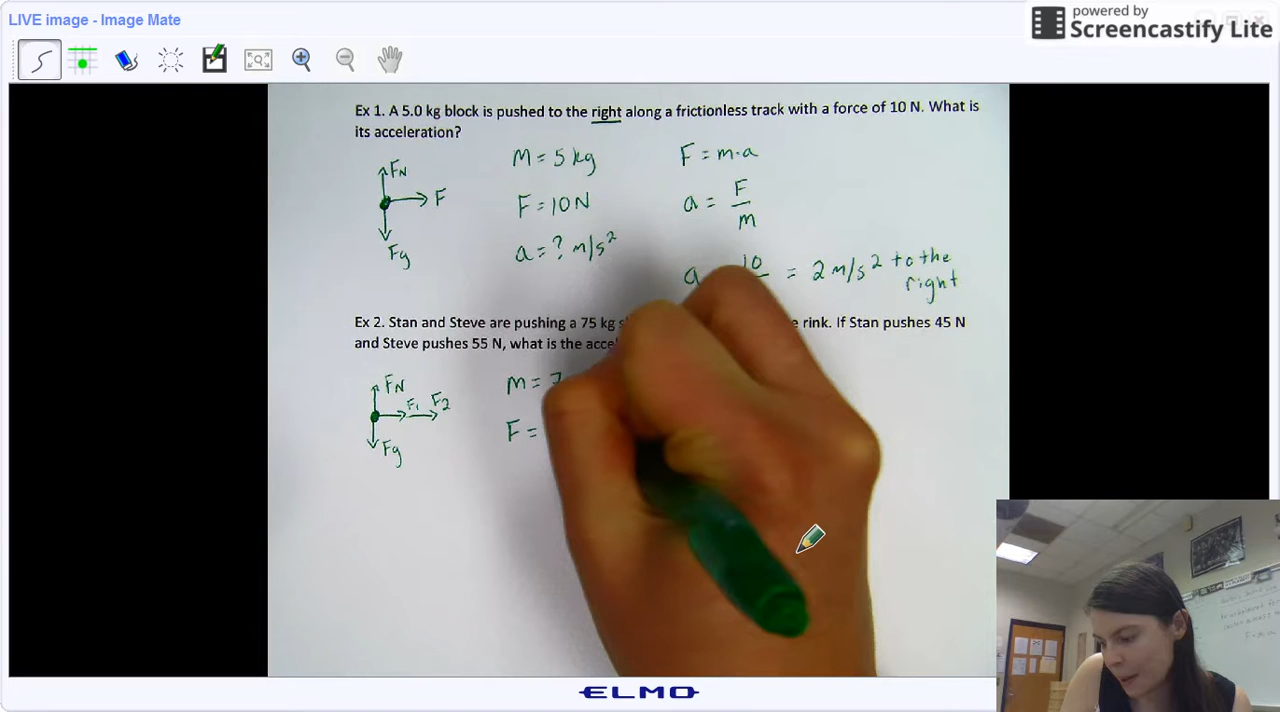 LIVE image - Image Mate
powered by
Screencastify Lite
Ex 1. A 5.0 kg block is pushed to the right along a frictionless track with a force of 10 N. What is
its acceleration?
FN
F
Fg
M = 5 kg
F = 10 N
a = ? m/s²
F = m·a
a = F
m
a 10
= 2 m/s² to the
right
Ex 2. Stan and Steve are pushing a 75 kg
rink. If Stan pushes 45 N
and Steve pushes 55 N, what is the
FN
F1 F2
Fg
M =
F =
F=m·a
ELMO